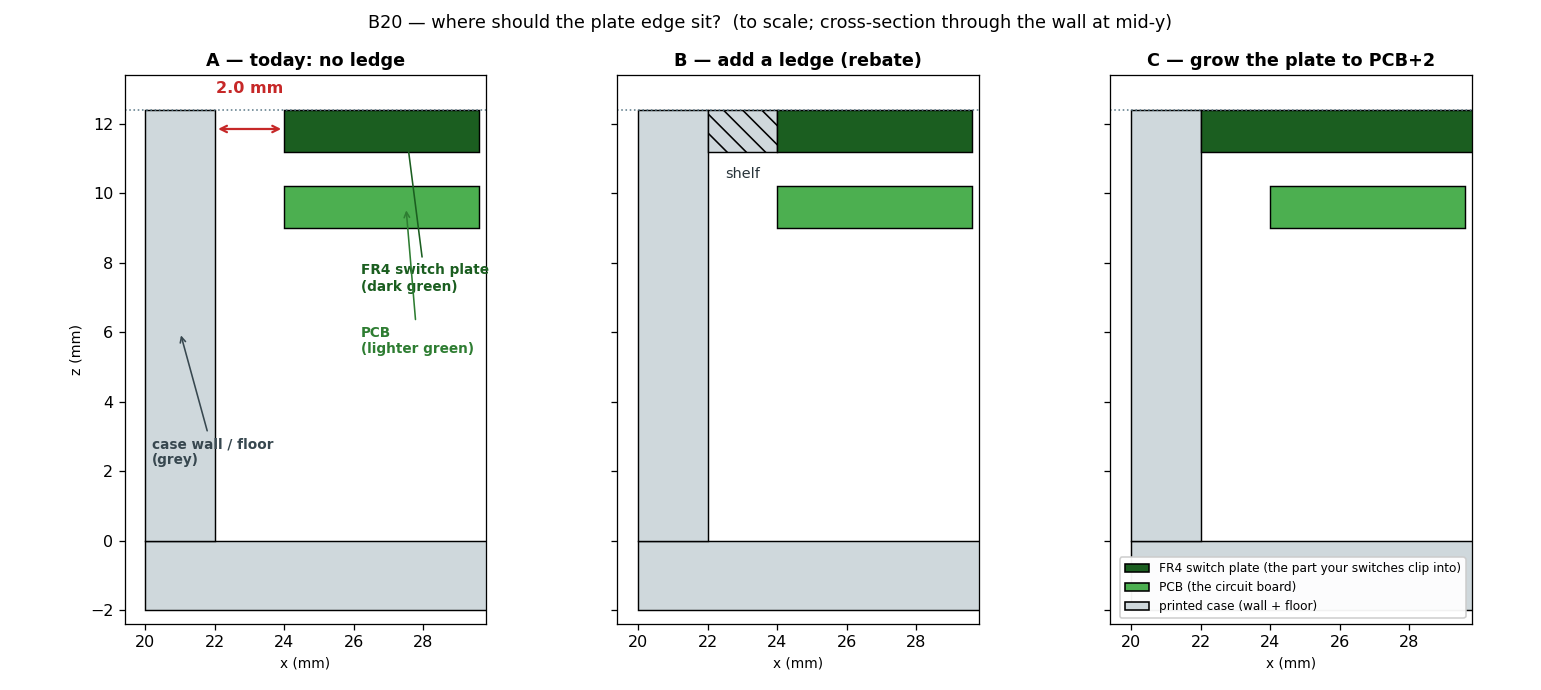 B20 — where should the plate edge sit?  (to scale; cross-section through the wall at mid-y)
A — today: no ledge
2.0 mm
12
10
8
6
4
2
0
−2
z (mm)
FR4 switch plate
(dark green)
PCB
(lighter green)
case wall / floor
(grey)
20
22
24
26
28
x (mm)
B — add a ledge (rebate)
shelf
20
22
24
26
28
x (mm)
C — grow the plate to PCB+2
FR4 switch plate (the part your switches clip into)
PCB (the circuit board)
printed case (wall + floor)
20
22
24
26
28
x (mm)